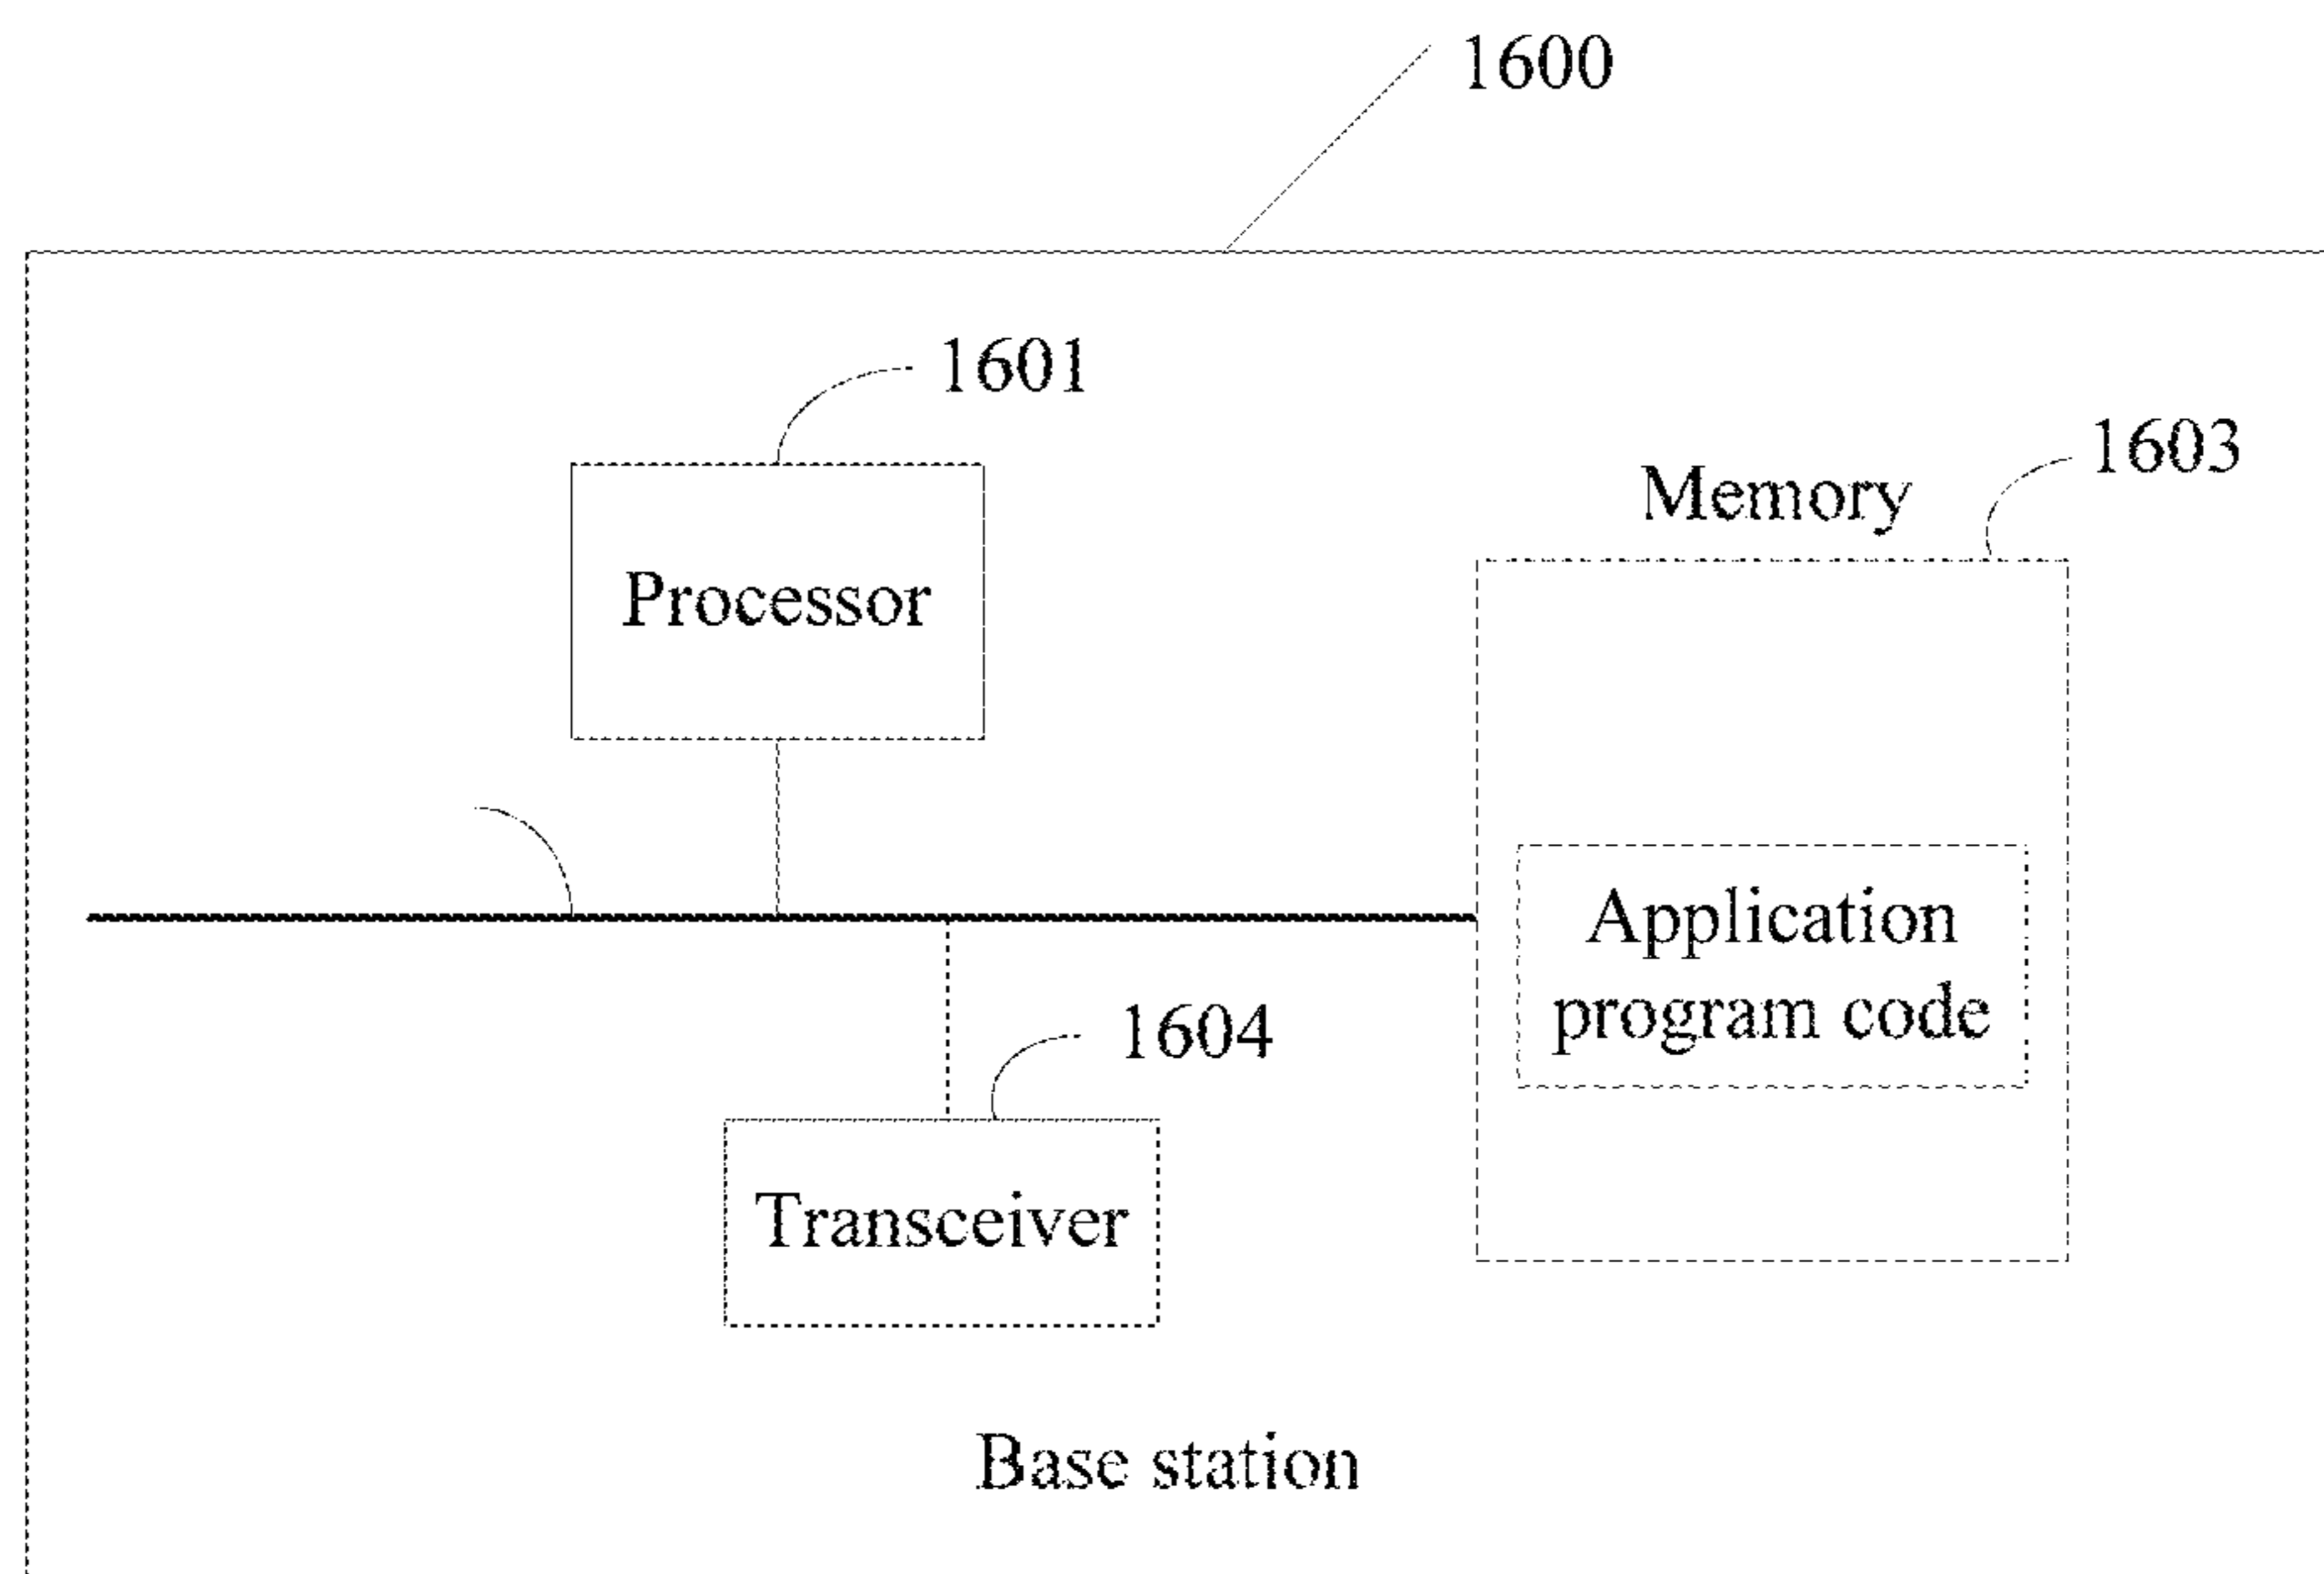 1600
1601
1603
Memory
Processor
Application
program code
1604
Transceiver
Base station